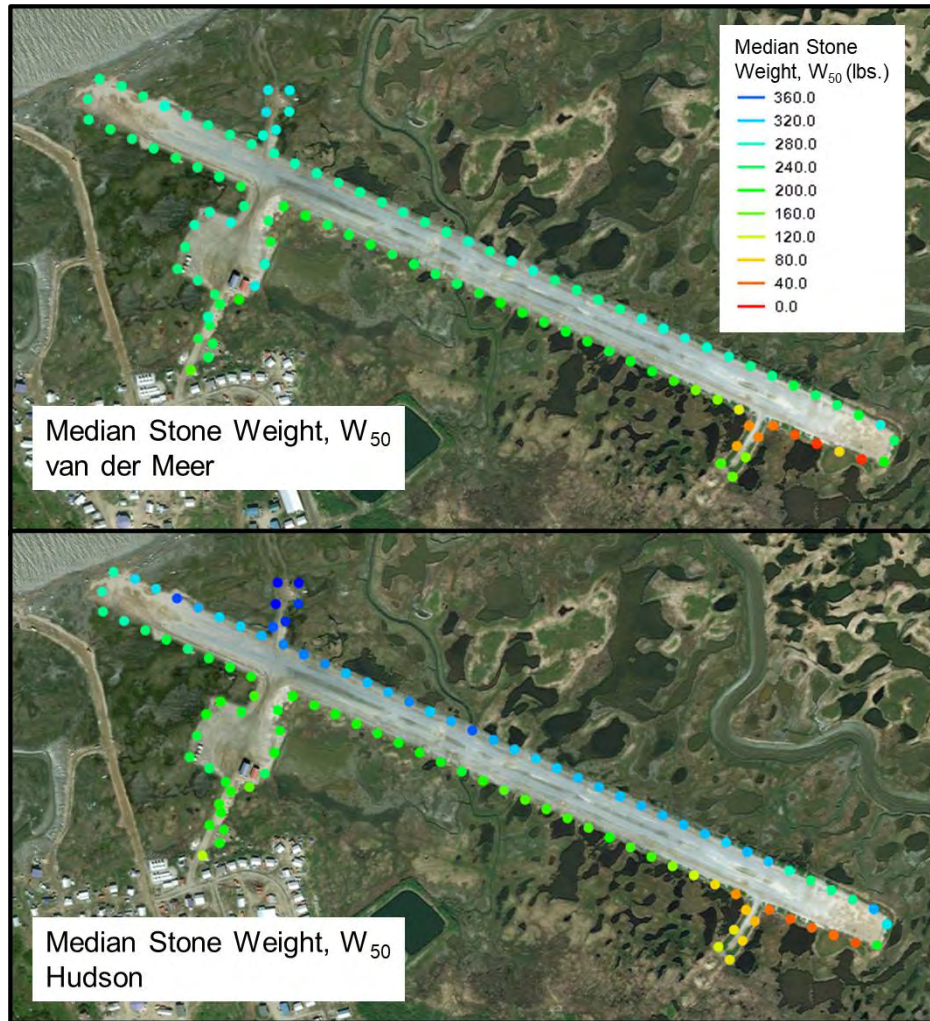 Median Stone
Weight, W50 (lbs.)
360.0
320.0
280.0
240.0
200.0
160.0
120.0
80.0
40.0
0.0
Median Stone Weight, W50
van der Meer
Median Stone Weight, W50
Hudson